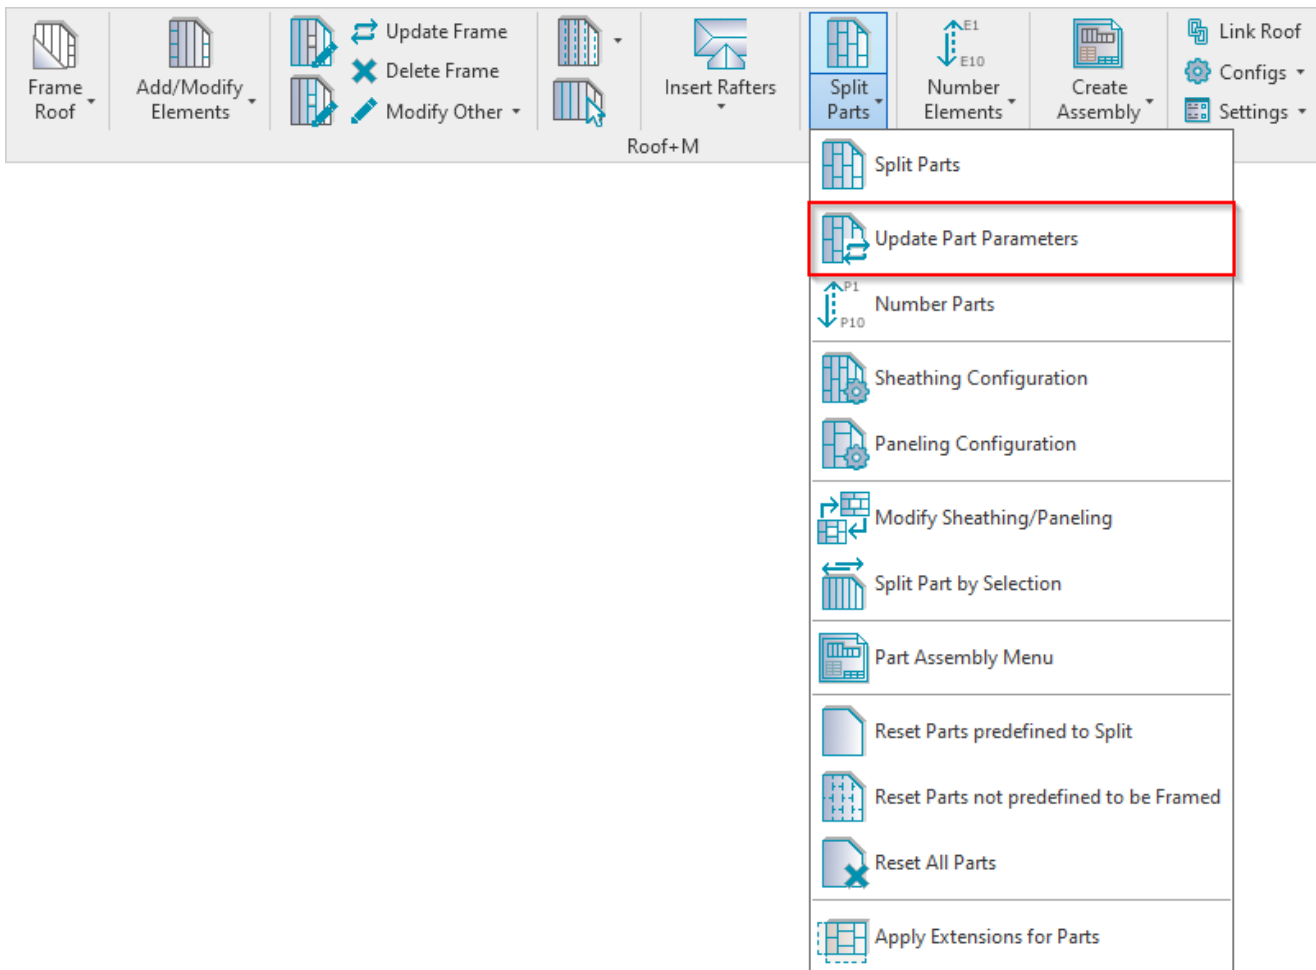 Frame
Roof
Add/Modify
Elements
Update Frame
Delete Frame
Modify Other
Insert Rafters
Split
Parts
E1
E10
Number
Elements
Create
Assembly
Link Roof
Configs
Settings
Roof+M
Split Parts
Update Part Parameters
P1
P10
Number Parts
Sheathing Configuration
Paneling Configuration
Modify Sheathing/Paneling
Split Part by Selection
Part Assembly Menu
Reset Parts predefined to Split
Reset Parts not predefined to be Framed
Reset All Parts
Apply Extensions for Parts